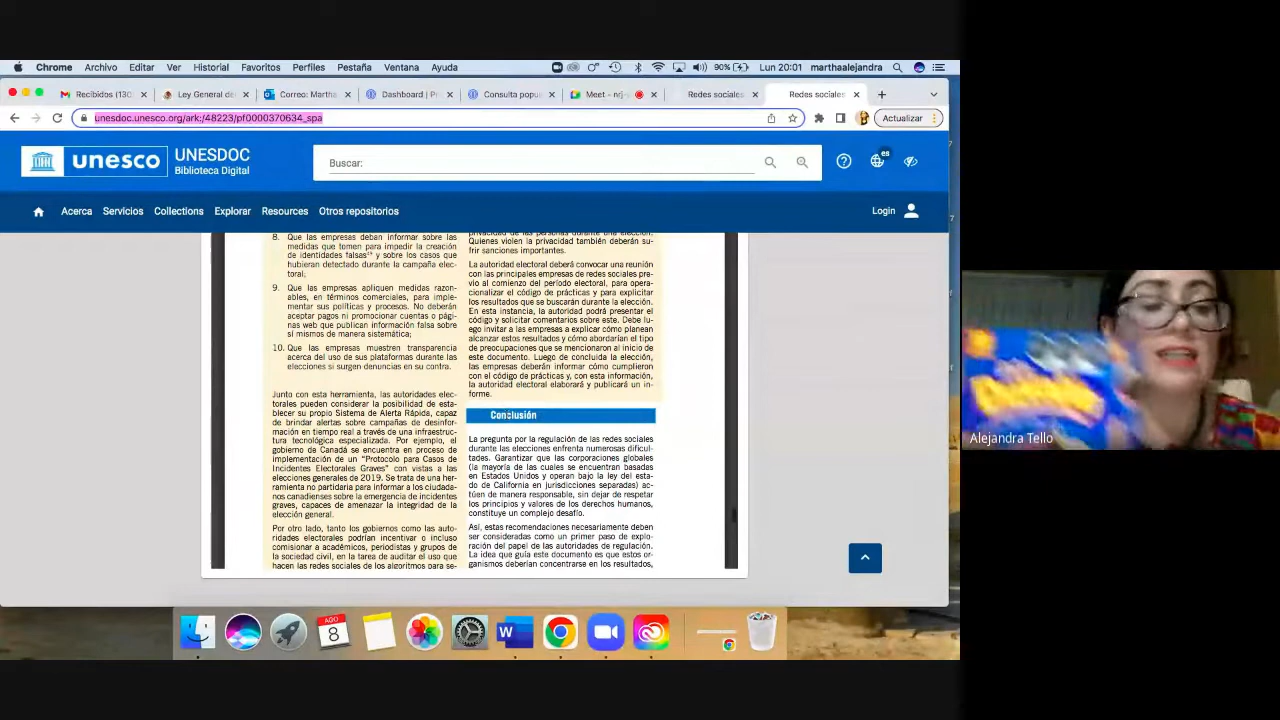 Chrome Archivo Editar Ver Historial Favoritos Perfiles Pestaña Ventana Ayuda
90% Lun 20:01 marthaalejandra
Recibidos (130 Ley General de Correo: Martha Dashboard | P Consulta popu Meet - nrj- Redes sociales Redes sociales
unesdoc.unesco.org/ark:/48223/pf0000370634_spa
Actualizar
unesco
UNESDOC
Biblioteca Digital
Buscar:
es
Acerca Servicios Collections Explorar Resources Otros repositorios
Login
8. Que las empresas deban informar sobre las
medidas que tomen para impedir la creación
de identidades falsas y sobre los casos que
hubieran detectado durante la campaña elec-
toral;
9. Que las empresas apliquen medidas razon-
ables, en términos comerciales, para imple-
mentar sus políticas y procesos. No deberán
aceptar pagos ni promocionar cuentas o pági-
nas web que publican información falsa sobre
sí mismos de manera sistemática;
10. Que las empresas muestren transparencia
acerca del uso de sus plataformas durante las
elecciones si surgen denuncias en su contra.
Junto con esta herramienta, las autoridades elec-
torales pueden considerar la posibilidad de esta-
blecer su propio Sistema de Alerta Rápida, capaz
de brindar alertas sobre campañas de desinfor-
mación en tiempo real a través de una infraestruc-
tura tecnológica especializada. Por ejemplo, el
gobierno de Canadá se encuentra en proceso de
implementación de un “Protocolo para Casos de
Incidentes Electorales Graves” con vistas a las
elecciones generales de 2019. Se trata de una her-
ramienta no partidaria para informar a los ciudada-
nos canadienses sobre la emergencia de incidentes
graves, capaces de amenazar la integridad de la
elección general.
Por otro lado, tanto los gobiernos como las auto-
ridades electorales podrían incentivar o incluso
comisionar a académicos, periodistas y grupos de
la sociedad civil, en la tarea de auditar el uso que
hacen las redes sociales de los algoritmos para se-
privacidad de las personas durante una elección.
Quienes violen la privacidad también deberán su-
frir sanciones importantes.
La autoridad electoral deberá convocar una reunión
con las principales empresas de redes sociales pre-
vio al comienzo del período electoral, para opera-
cionalizar el código de prácticas y para explicitar
los resultados que se buscarán durante la elección.
En esta instancia, la autoridad podrá presentar el
código y solicitar comentarios sobre este. Debe lu-
ego invitar a las empresas a explicar cómo planean
alcanzar estos resultados y cómo abordarían el tipo
de preocupaciones que se mencionaron al inicio de
este documento. Luego de concluida la elección,
las empresas deberán informar cómo cumplieron
con el código de prácticas y, con esta información,
la autoridad electoral elaborará y publicará un in-
forme.
Conclusión
La pregunta por la regulación de las redes sociales
durante las elecciones enfrenta numerosas dificul-
tades. Garantizar que las corporaciones globales
(la mayoría de las cuales se encuentran basadas
en Estados Unidos y operan bajo la ley del esta-
do de California en jurisdicciones separadas) ac-
túen de manera responsable, sin dejar de respetar
los principios y valores de los derechos humanos,
constituye un complejo desafío.
Así, estas recomendaciones necesariamente deben
ser consideradas como un primer paso de explo-
ración del papel de las autoridades de regulación.
La idea que guía este documento es que estos or-
ganismos deberían concentrarse en los resultados,
AGO
8
W
Alejandra Tello